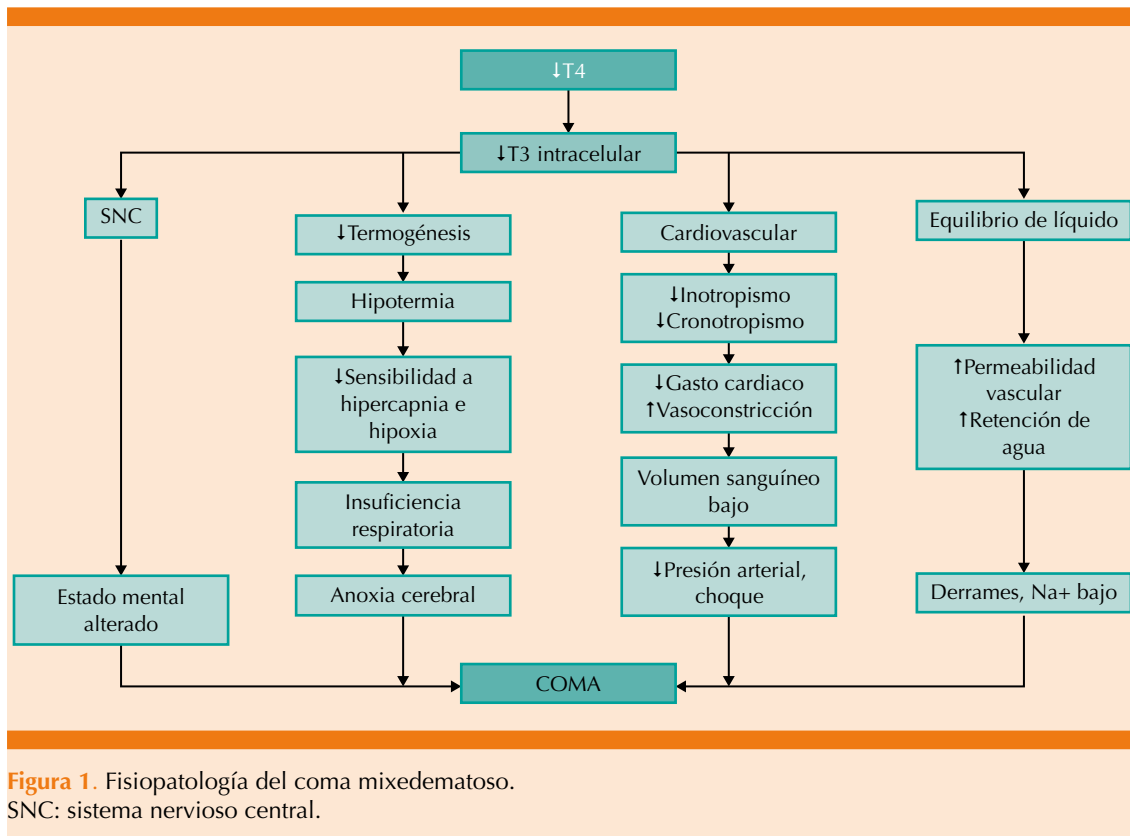 ↓T4
↓T3 intracelular
SNC
Estado mental
alterado
↓Termogénesis
Hipotermia
↓Sensibilidad a
hipercapnia e
hipoxia
Insuficiencia
respiratoria
Anoxia cerebral
Cardiovascular
↓Inotropismo
↓Cronotropismo
↓Gasto cardiaco
↑Vasoconstricción
Volumen sanguíneo
bajo
↓Presión arterial,
choque
Equilibrio de líquido
↑Permeabilidad
vascular
↑Retención de
agua
Derrames, Na+ bajo
COMA
Figura 1. Fisiopatología del coma mixedematoso.
SNC: sistema nervioso central.